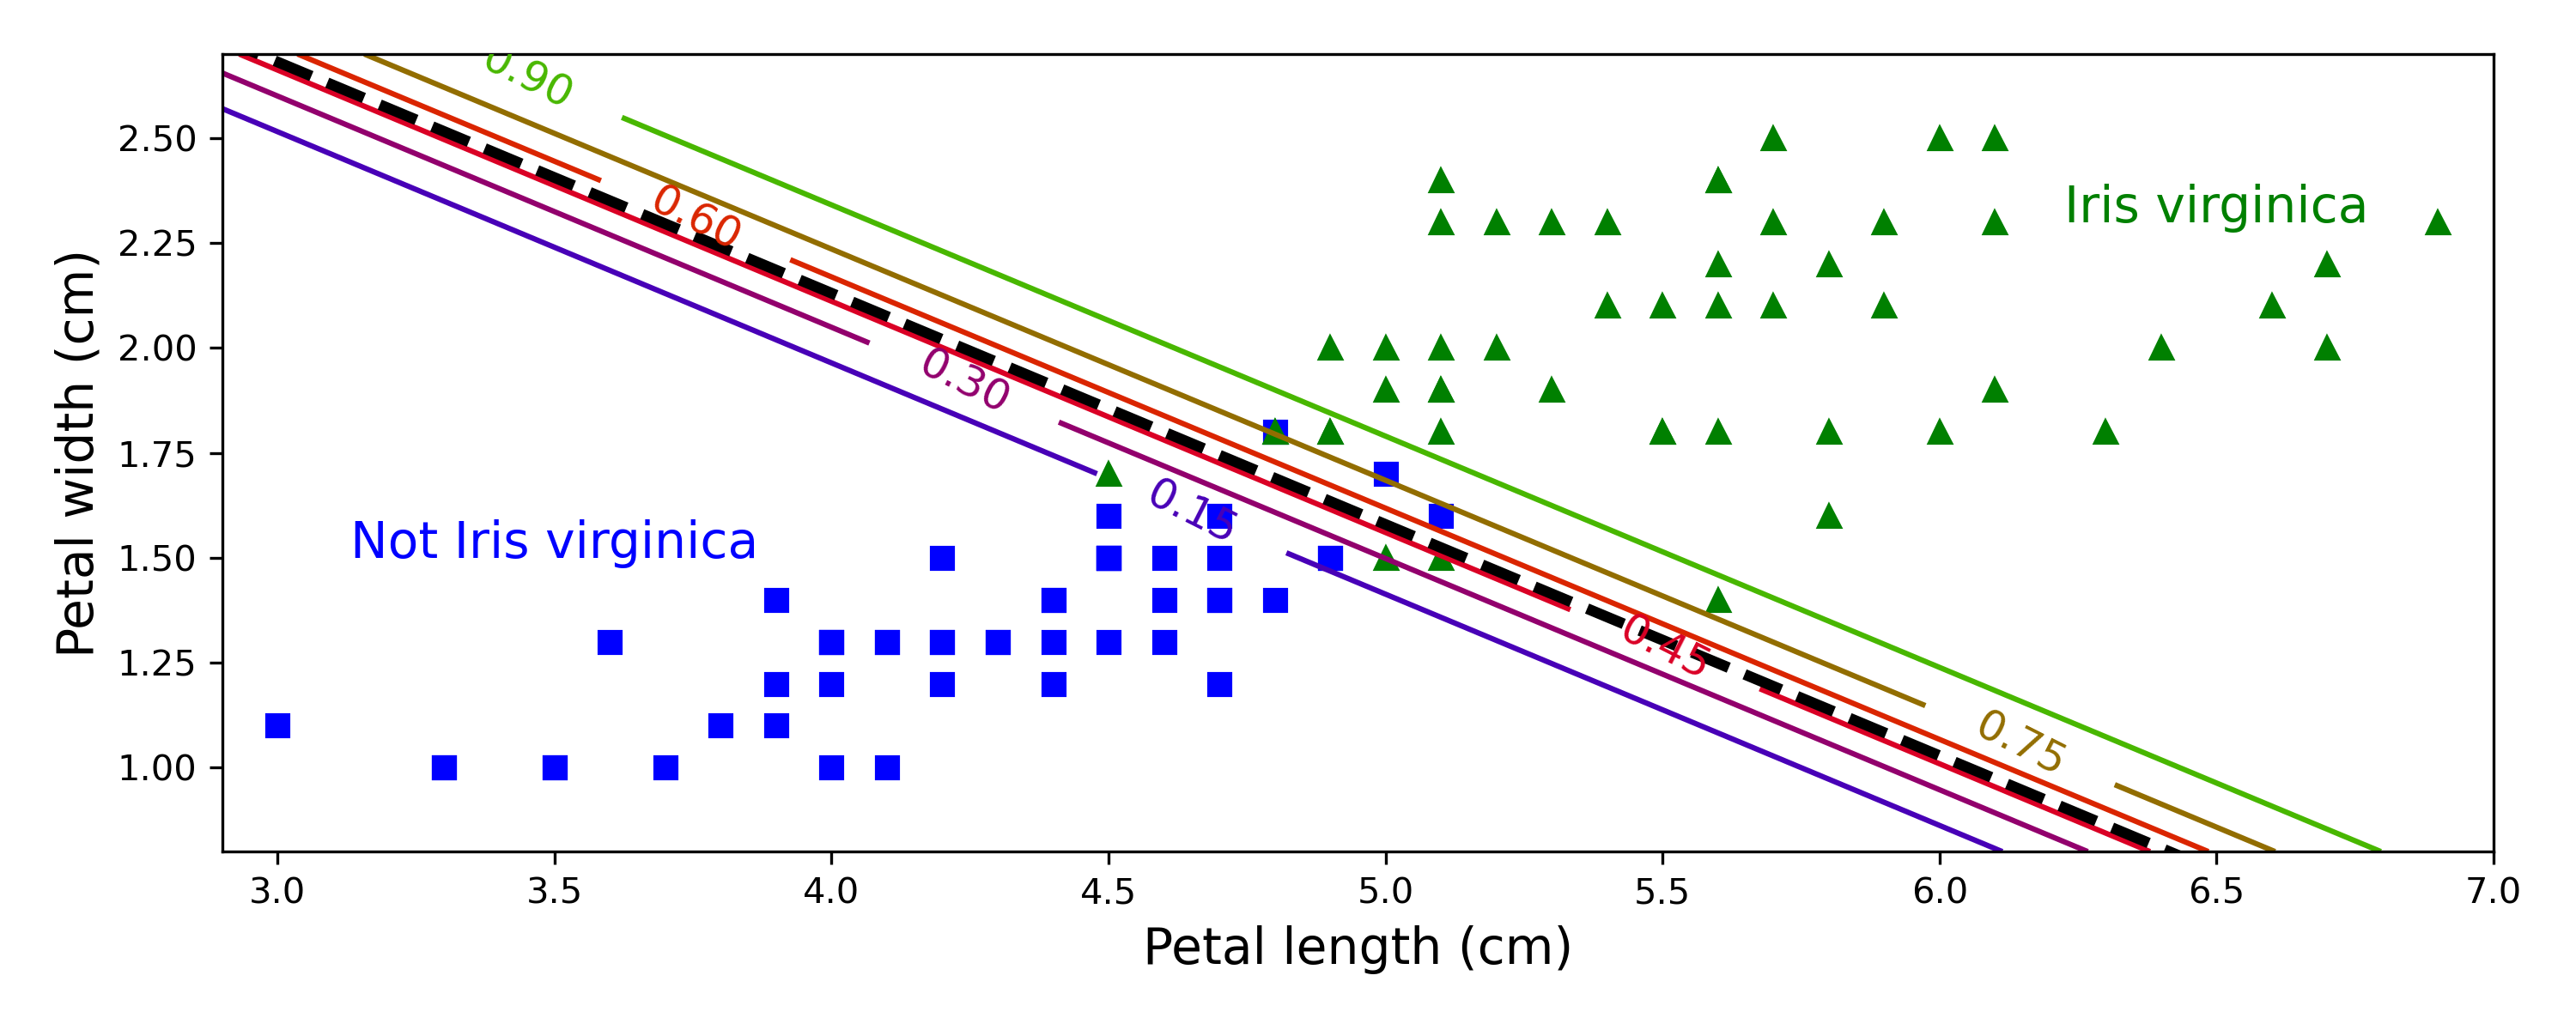 0.90
2.50
Iris virginica
0.60
2.25
2.00
0.30
1.75
0.15
Not Iris virginica
1.50
0.45
1.25
0.75
1.00
Petal width (cm)
3.0 3.5 4.0 4.5 5.0 5.5 6.0 6.5 7.0
Petal length (cm)